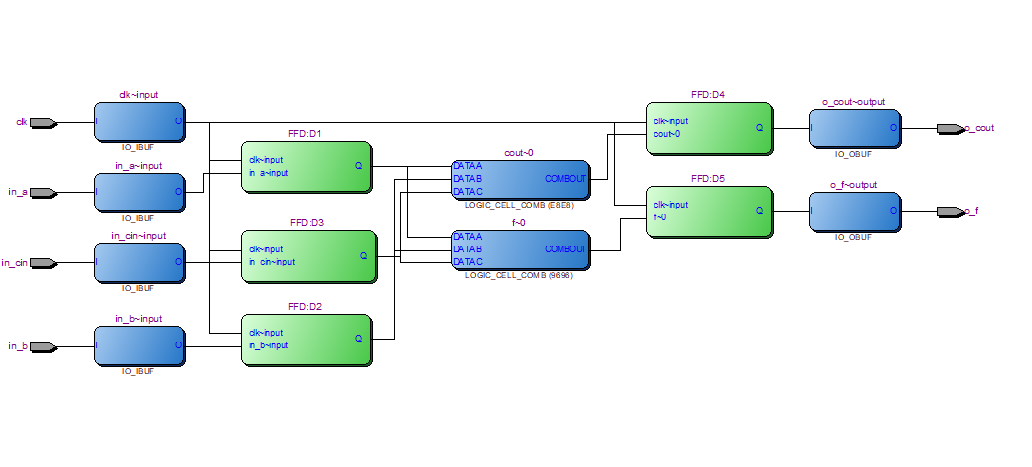 clk
clk~input
I
O
IO_IBUF
in_a
in_a~input
I
O
IO_IBUF
in_cin
in_cin~input
I
O
IO_IBUF
in_b
in_b~input
I
O
IO_IBUF
FFD:D1
clk~input
in_a~input
Q
FFD:D3
clk~input
in_cin~input
Q
FFD:D2
clk~input
in_b~input
Q
cout~0
DATAA
DATAB
DATAC
COMBOUT
LOGIC_CELL_COMB (E8E8)
f~0
DATAA
DATAB
DATAC
COMBOUT
LOGIC_CELL_COMB (9696)
FFD:D4
clk~input
cout~0
Q
FFD:D5
clk~input
f~0
Q
o_cout~output
I
O
IO_OBUF
o_cout
o_f~output
I
O
IO_OBUF
o_f